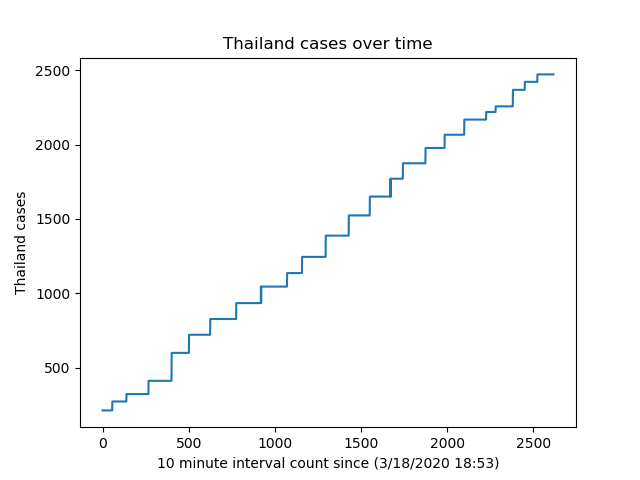 Thailand cases over time
Thailand cases
2500
2000
1500
1000
500
0 500 1000 1500 2000 2500
10 minute interval count since (3/18/2020 18:53)